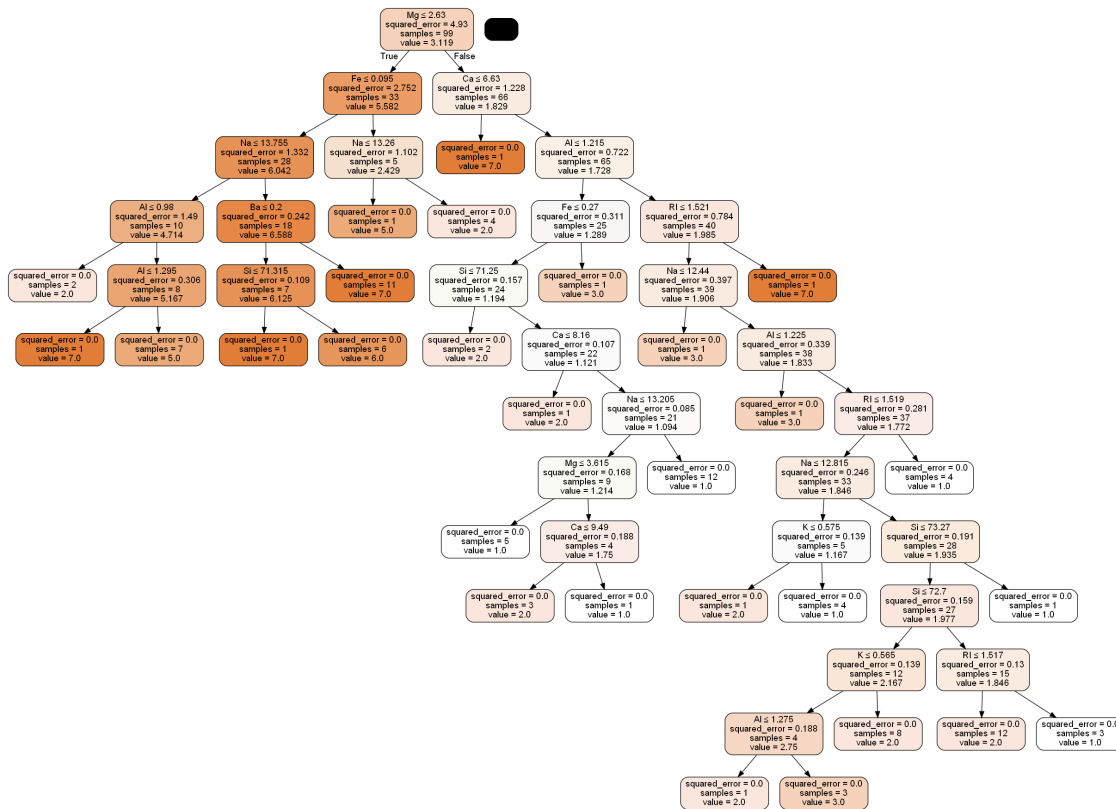 Mg ≤ 2.63
squared_error = 4.93
samples = 99
value = 3.119
True
False
Fe ≤ 0.095
squared_error = 2.752
samples = 33
value = 5.582
Ca ≤ 6.63
squared_error = 1.228
samples = 66
value = 1.829
Na ≤ 13.755
squared_error = 1.332
samples = 28
value = 6.042
Na ≤ 13.26
squared_error = 1.102
samples = 5
value = 2.429
squared_error = 0.0
samples = 1
value = 7.0
Al ≤ 1.215
squared_error = 0.722
samples = 65
value = 1.728
Al ≤ 0.98
squared_error = 1.49
samples = 10
value = 4.714
Ba ≤ 0.2
squared_error = 0.242
samples = 18
value = 6.588
squared_error = 0.0
samples = 1
value = 5.0
squared_error = 0.0
samples = 4
value = 2.0
Fe ≤ 0.27
squared_error = 0.311
samples = 25
value = 1.289
RI ≤ 1.521
squared_error = 0.784
samples = 40
value = 1.985
squared_error = 0.0
samples = 2
value = 2.0
Al ≤ 1.295
squared_error = 0.306
samples = 8
value = 5.167
Si ≤ 71.315
squared_error = 0.109
samples = 7
value = 6.125
squared_error = 0.0
samples = 11
value = 7.0
Si ≤ 71.25
squared_error = 0.157
samples = 24
value = 1.194
squared_error = 0.0
samples = 1
value = 3.0
Na ≤ 12.44
squared_error = 0.397
samples = 39
value = 1.906
squared_error = 0.0
samples = 1
value = 7.0
squared_error = 0.0
samples = 1
value = 7.0
squared_error = 0.0
samples = 7
value = 5.0
squared_error = 0.0
samples = 1
value = 7.0
squared_error = 0.0
samples = 6
value = 6.0
squared_error = 0.0
samples = 2
value = 2.0
Ca ≤ 8.16
squared_error = 0.107
samples = 22
value = 1.121
squared_error = 0.0
samples = 1
value = 3.0
Al ≤ 1.225
squared_error = 0.339
samples = 38
value = 1.833
squared_error = 0.0
samples = 1
value = 2.0
Na ≤ 13.205
squared_error = 0.085
samples = 21
value = 1.094
squared_error = 0.0
samples = 1
value = 3.0
RI ≤ 1.519
squared_error = 0.281
samples = 37
value = 1.772
Mg ≤ 3.615
squared_error = 0.168
samples = 9
value = 1.214
squared_error = 0.0
samples = 12
value = 1.0
Na ≤ 12.815
squared_error = 0.246
samples = 33
value = 1.846
squared_error = 0.0
samples = 4
value = 1.0
squared_error = 0.0
samples = 5
value = 1.0
Ca ≤ 9.49
squared_error = 0.188
samples = 4
value = 1.75
K ≤ 0.575
squared_error = 0.139
samples = 5
value = 1.167
Si ≤ 73.27
squared_error = 0.191
samples = 28
value = 1.935
squared_error = 0.0
samples = 3
value = 2.0
squared_error = 0.0
samples = 1
value = 1.0
squared_error = 0.0
samples = 1
value = 2.0
squared_error = 0.0
samples = 4
value = 1.0
Si ≤ 72.7
squared_error = 0.159
samples = 27
value = 1.977
squared_error = 0.0
samples = 1
value = 1.0
K ≤ 0.565
squared_error = 0.139
samples = 12
value = 2.167
RI ≤ 1.517
squared_error = 0.13
samples = 15
value = 1.846
Al ≤ 1.275
squared_error = 0.188
samples = 4
value = 2.75
squared_error = 0.0
samples = 8
value = 2.0
squared_error = 0.0
samples = 12
value = 2.0
squared_error = 0.0
samples = 3
value = 1.0
squared_error = 0.0
samples = 1
value = 2.0
squared_error = 0.0
samples = 3
value = 3.0